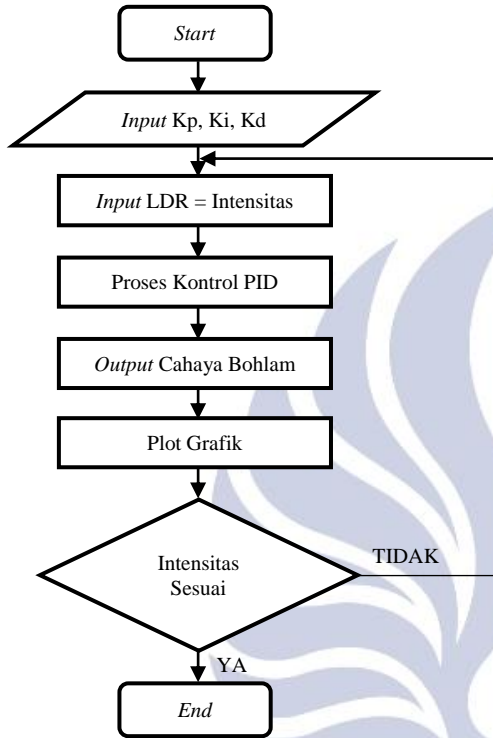 Start
Input Kp, Ki, Kd
Input LDR = Intensitas
Proses Kontrol PID
Output Cahaya Bohlam
Plot Grafik
Intensitas
Sesuai
TIDAK
YA
End